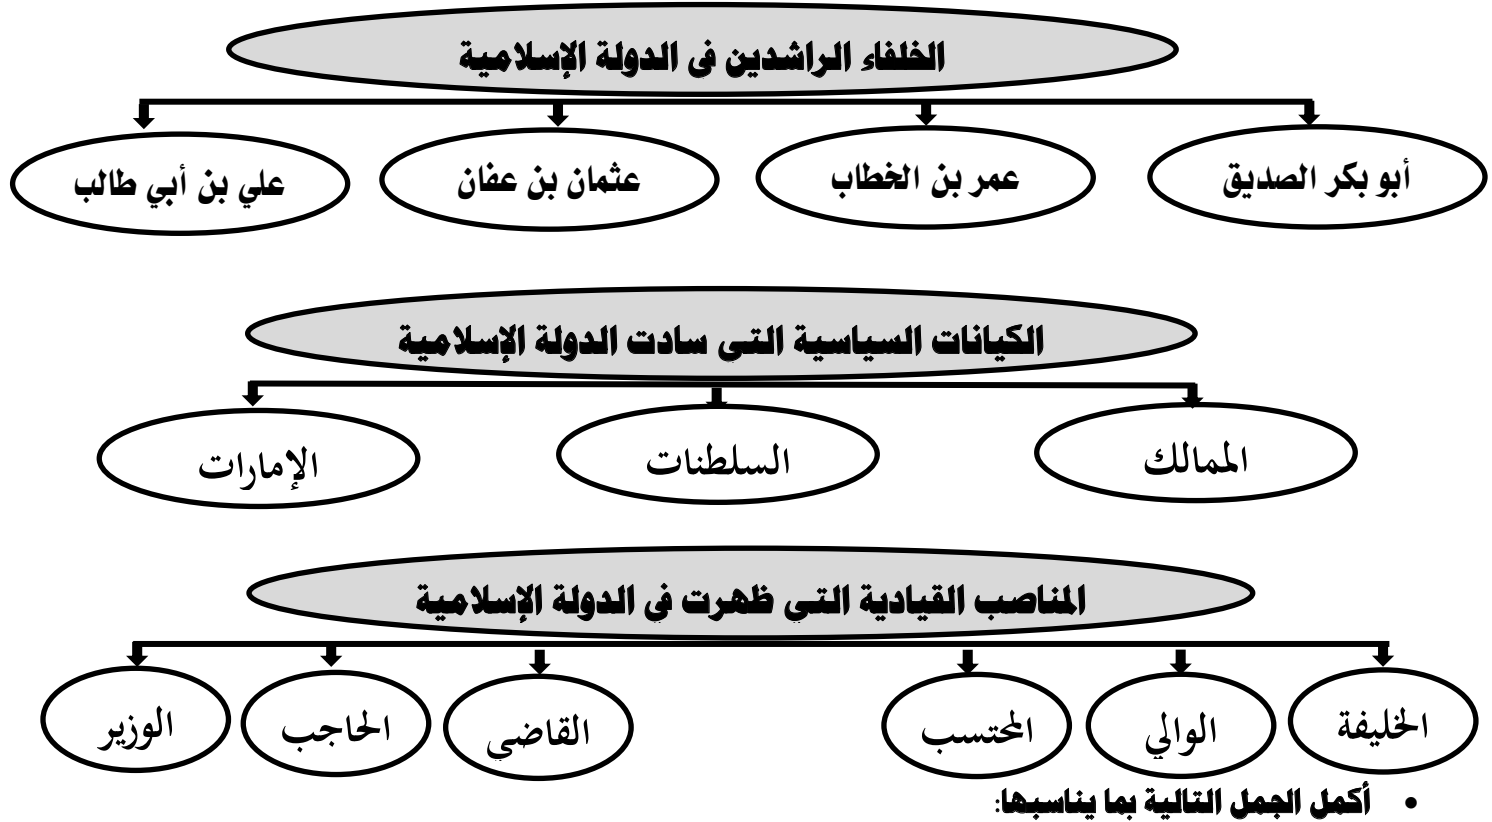 الخلفاء الراشدين فى الدولة الإسلامية
أبو بكر الصديق عمر بن الخطاب عثمان بن عفان علي بن أبي طالب
الكيانات السياسية التى سادت الدولة الإسلامية
الممالك السلطنات الإمارات
المناصب القيادية التي ظهرت في الدولة الإسلامية
الخليفة الوالي المحتسب القاضي الحاجب الوزير
• أكمل الجمل التالية بما يناسبها: